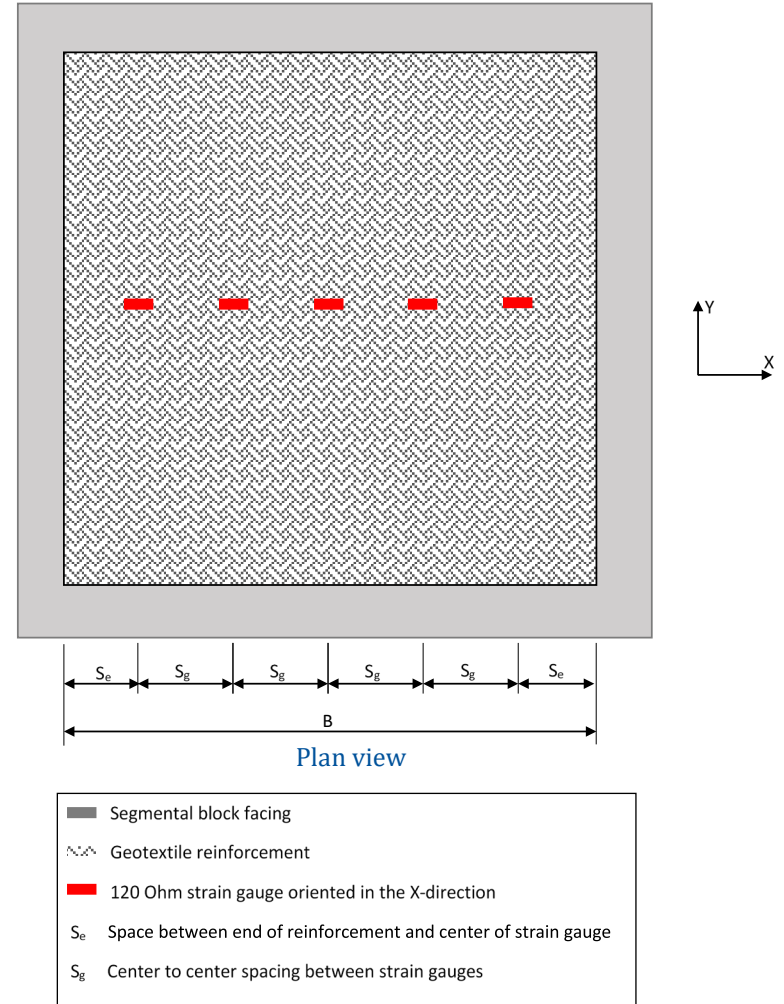 Y
X
Se Sg Sg Sg Sg Se
B
Plan view
Segmental block facing
Geotextile reinforcement
120 Ohm strain gauge oriented in the X-direction
Se Space between end of reinforcement and center of strain gauge
Sg Center to center spacing between strain gauges